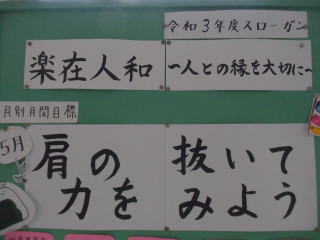 令和3年度スローガン
楽在人和
〜人との縁を大切に〜
月別月間目標
5月
肩の力を
抜いてみよう